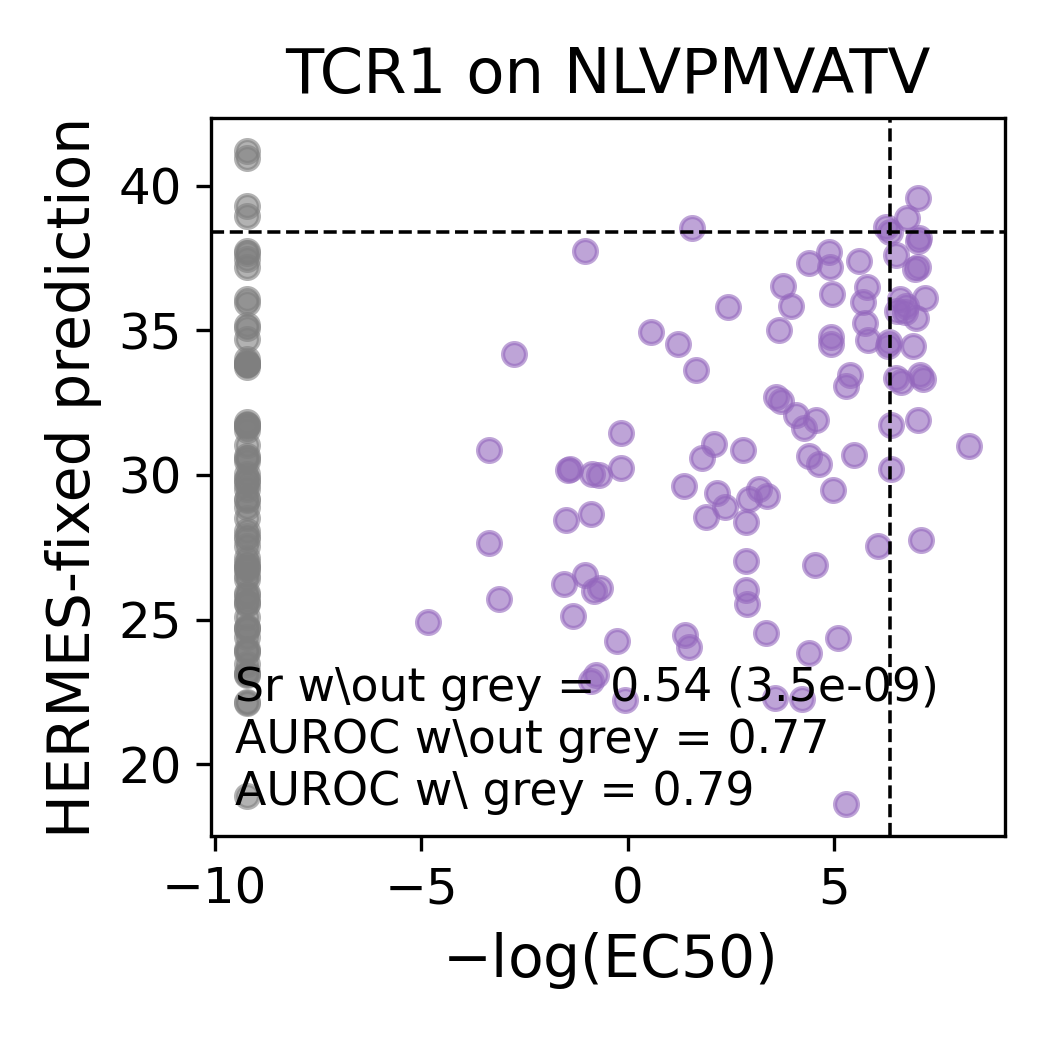 TCR1 on NLVPMVATV
HERMES-fixed prediction
40
35
30
25
20
Sr w\out grey = 0.54 (3.5e-09)
AUROC w\out grey = 0.77
AUROC w\ grey = 0.79
−10
−5
0
5
−log(EC50)